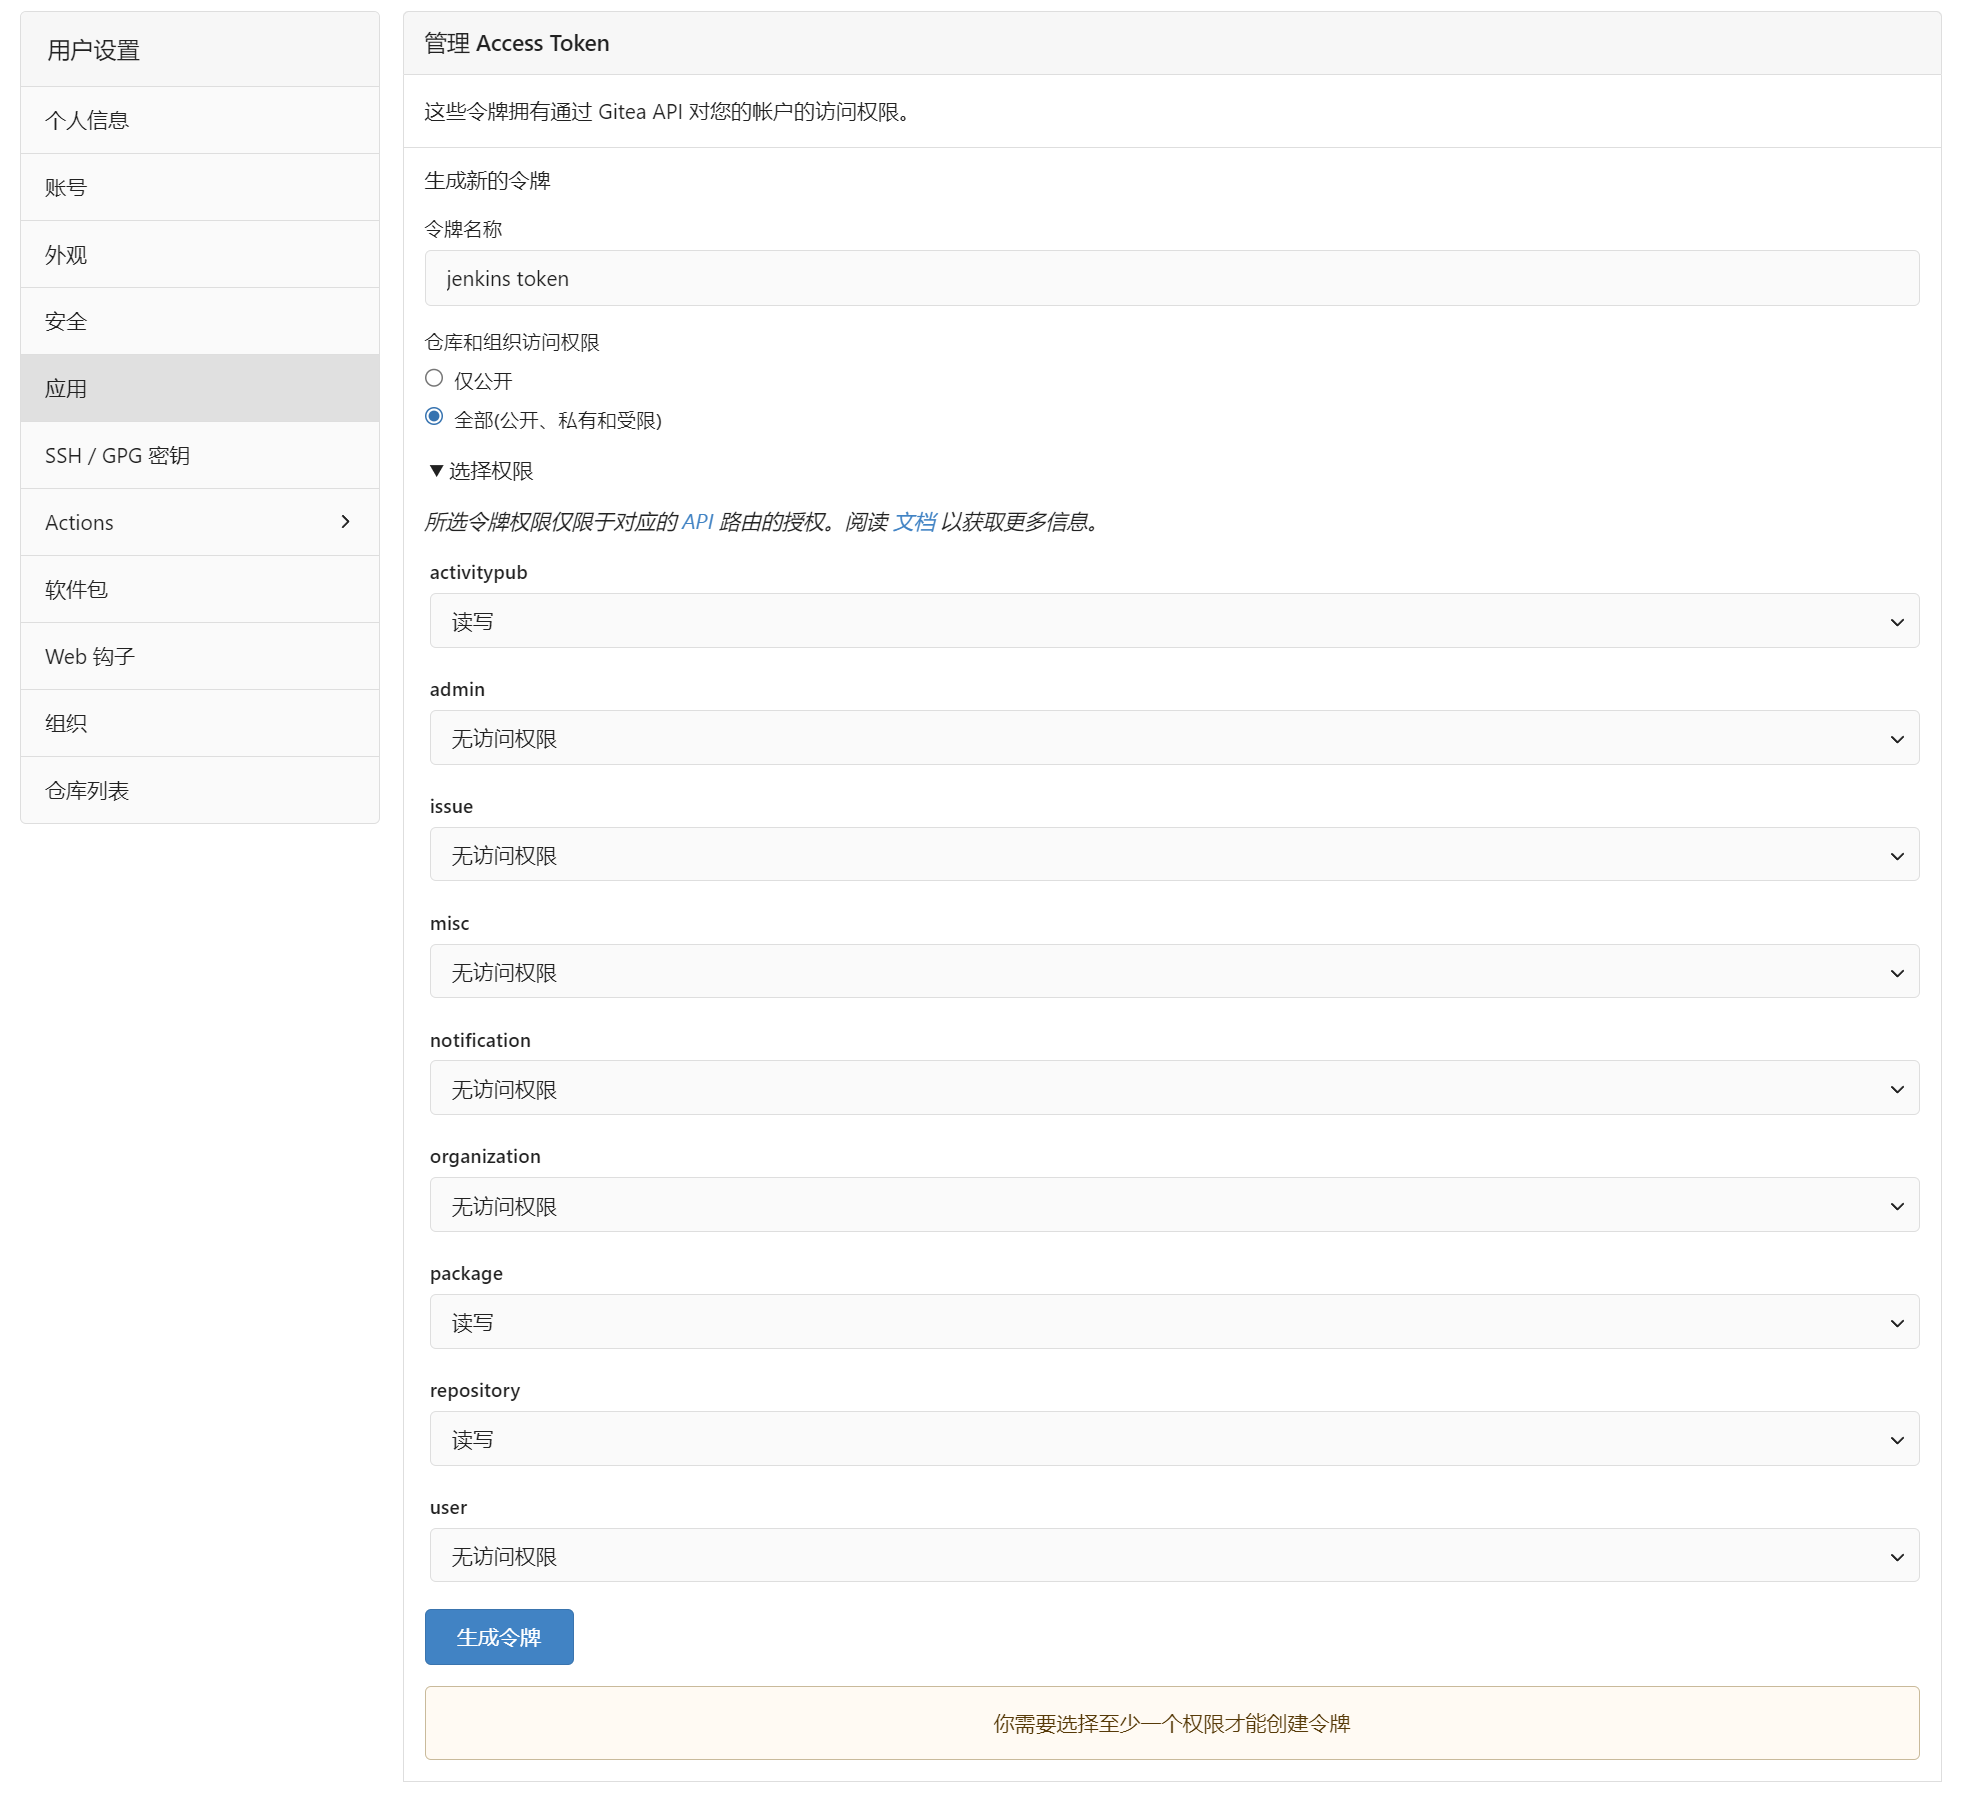 用户设置
个人信息
账号
外观
安全
应用
SSH / GPG 密钥
Actions
软件包
Web 钩子
组织
仓库列表
管理 Access Token
这些令牌拥有通过 Gitea API 对您的帐户的访问权限。
生成新的令牌
令牌名称
jenkins token
仓库和组织访问权限
仅公开
全部(公开、私有和受限)
选择权限
所选令牌权限仅限于对应的 API 路由的授权。阅读 文档 以获取更多信息。
activitypub
读写
admin
无访问权限
issue
无访问权限
misc
无访问权限
notification
无访问权限
organization
无访问权限
package
读写
repository
读写
user
无访问权限
生成令牌
你需要选择至少一个权限才能创建令牌